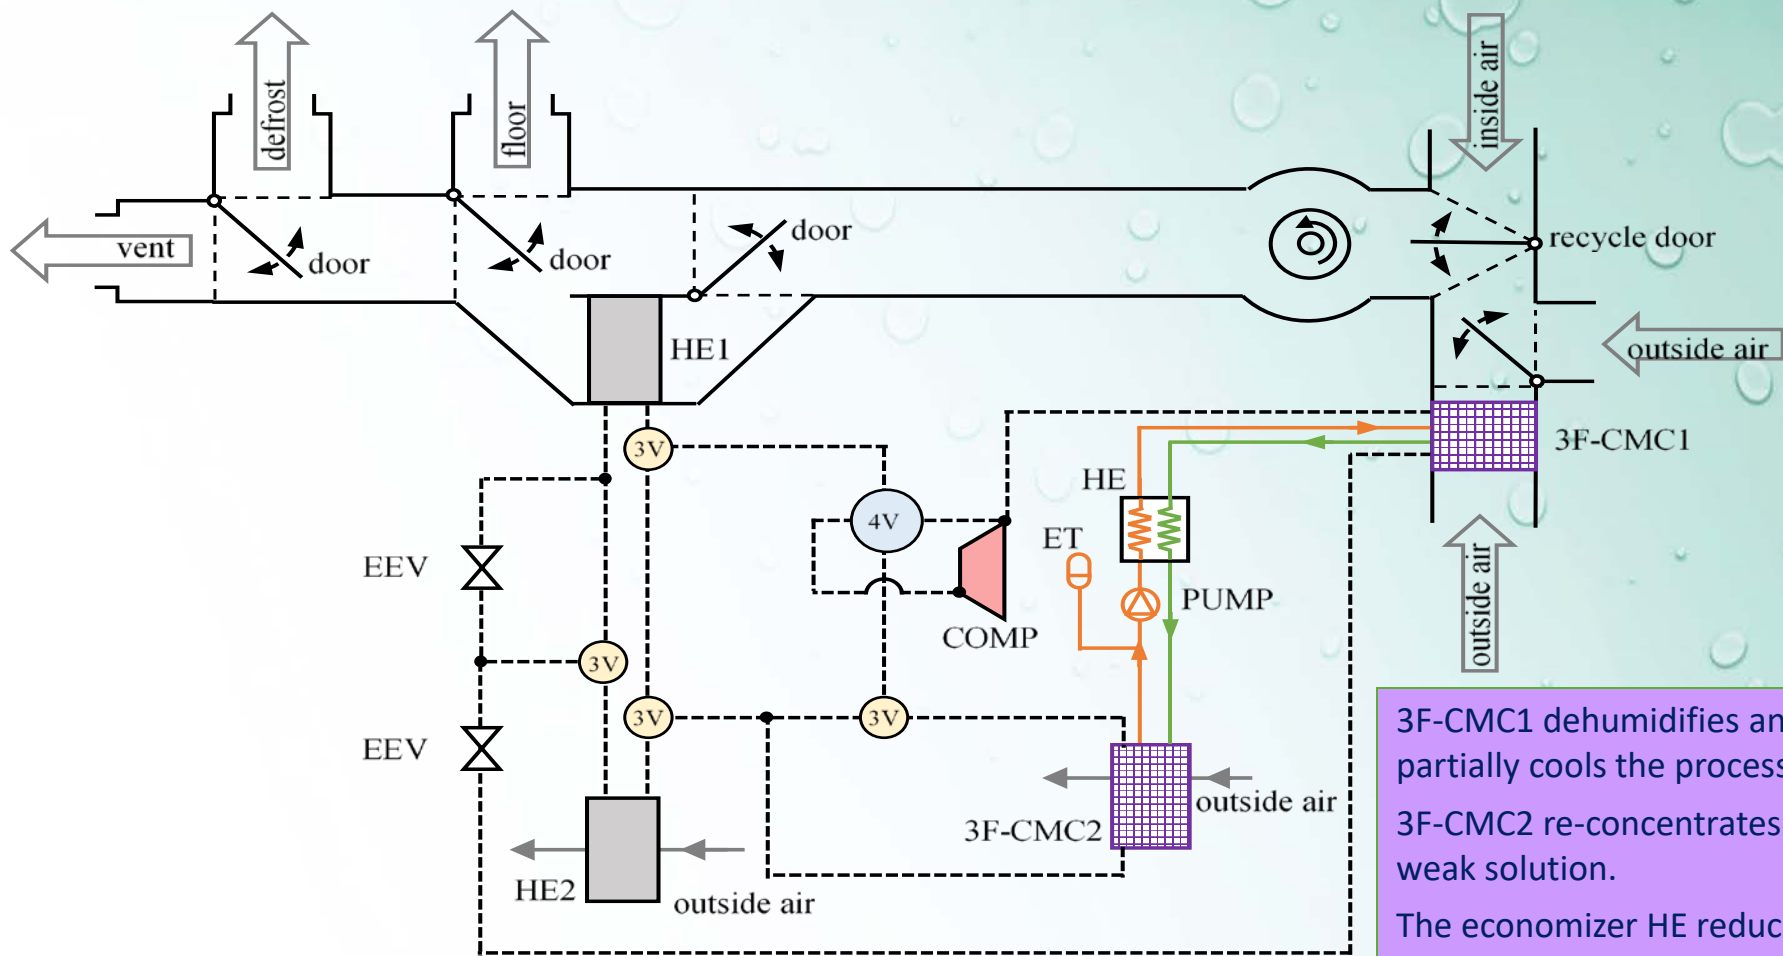 defrost
floor
inside air
vent
door
door
door
recycle door
outside air
HE1
3F-CMC1
3V
HE
4V
ET
EEV
PUMP
outside air
COMP
3V
3V
3V
EEV
outside air
3F-CMC2
HE2
outside air
3F-CMC1 dehumidifies an
partially cools the process
3F-CMC2 re-concentrates
weak solution.
The economizer HE reduc